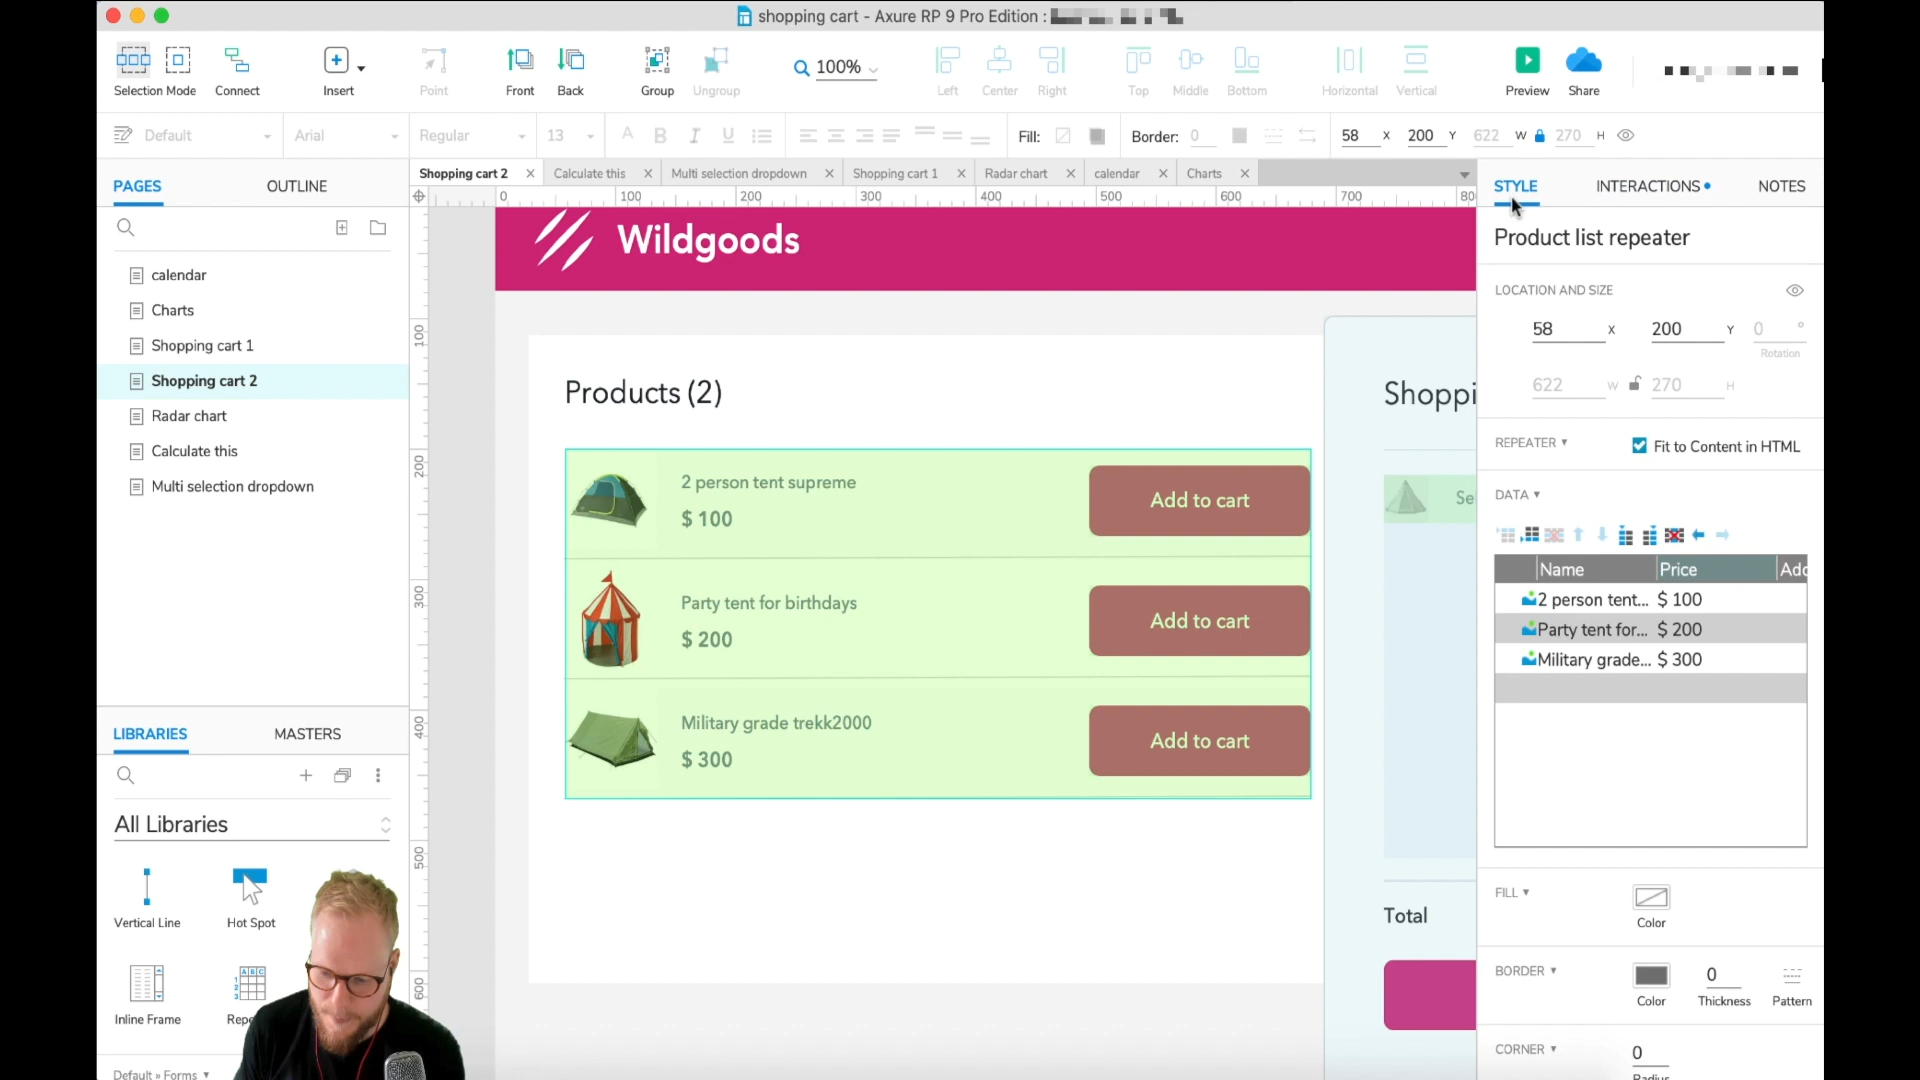 shopping cart - Axure RP 9 Pro Edition :
Selection Mode
Connect
Insert
Point
Front
Back
Group
Ungroup
100%
Left
Center
Right
Top
Middle
Bottom
Horizontal
Vertical
Preview
Share
Default
Arial
Regular
13
Fill:
Border: 0
58 X
200 Y
622 W
270 H
PAGES
OUTLINE
calendar
Charts
Shopping cart 1
Shopping cart 2
Radar chart
Calculate this
Multi selection dropdown
LIBRARIES
MASTERS
All Libraries
Vertical Line
Hot Spot
Inline Frame
Default » Forms
Shopping cart 2
Calculate this
Multi selection dropdown
Shopping cart 1
Radar chart
calendar
Charts
0 100 200 300 400 500 600 700
100
200
300
400
500
600
Wildgoods
Products (2)
2 person tent supreme
$ 100
Add to cart
Party tent for birthdays
$ 200
Add to cart
Military grade trekk2000
$ 300
Add to cart
Shoppi
Se
Total
STYLE
INTERACTIONS
NOTES
Product list repeater
LOCATION AND SIZE
58 X
200 Y
0 °
Rotation
622 W
270 H
REPEATER
Fit to Content in HTML
DATA
Name Price Adc
2 person tent... $ 100
Party tent for... $ 200
Military grade... $ 300
FILL
Color
BORDER
Color
0
Thickness
Pattern
CORNER
0